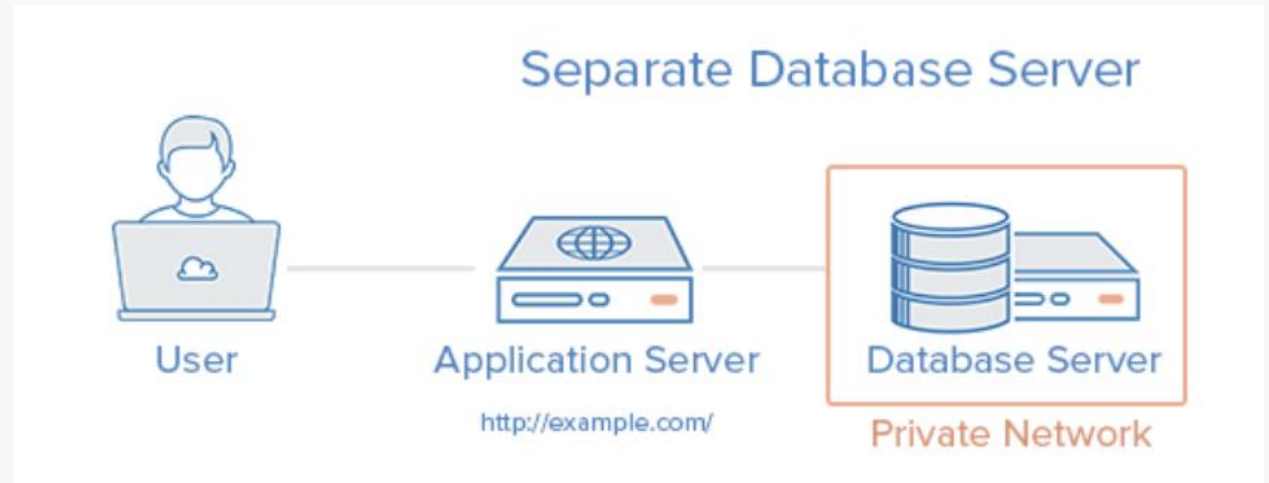 Separate Database Server
User
Application Server
Database Server
http://example.com/
Private Network